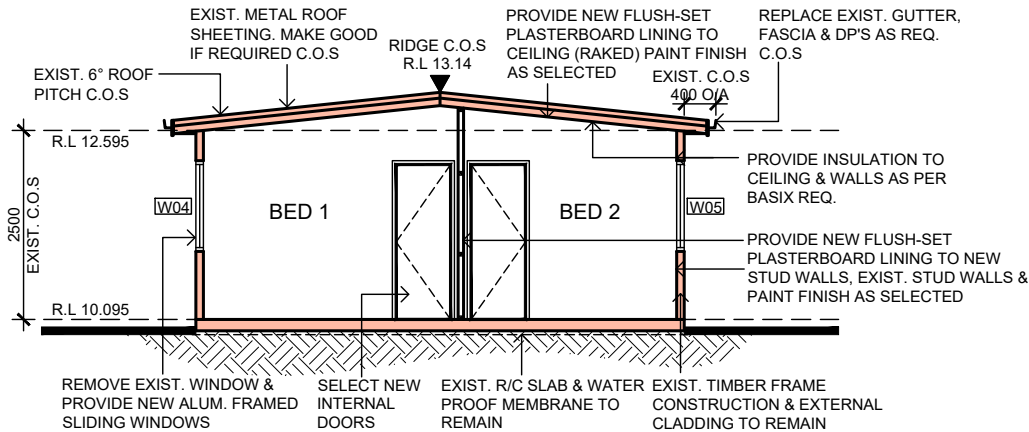 EXIST. METAL ROOF
SHEETING. MAKE GOOD
IF REQUIRED C.O.S
PROVIDE NEW FLUSH-SET
PLASTERBOARD LINING TO
CEILING (RAKED) PAINT FINISH
AS SELECTED
REPLACE EXIST. GUTTER,
FASCIA & DP'S AS REQ.
C.O.S
RIDGE C.O.S
R.L 13.14
EXIST. 6° ROOF
PITCH C.O.S
EXIST. C.O.S
400 O/A
R.L 12.595
PROVIDE INSULATION TO
CEILING & WALLS AS PER
BASIX REQ.
2500
EXIST. C.O.S
W04
BED 1
BED 2
W05
PROVIDE NEW FLUSH-SET
PLASTERBOARD LINING TO NEW
STUD WALLS, EXIST. STUD WALLS &
PAINT FINISH AS SELECTED
R.L 10.095
REMOVE EXIST. WINDOW &
PROVIDE NEW ALUM. FRAMED
SLIDING WINDOWS
SELECT NEW
INTERNAL
DOORS
EXIST. R/C SLAB & WATER
PROOF MEMBRANE TO
REMAIN
EXIST. TIMBER FRAME
CONSTRUCTION & EXTERNAL
CLADDING TO REMAIN